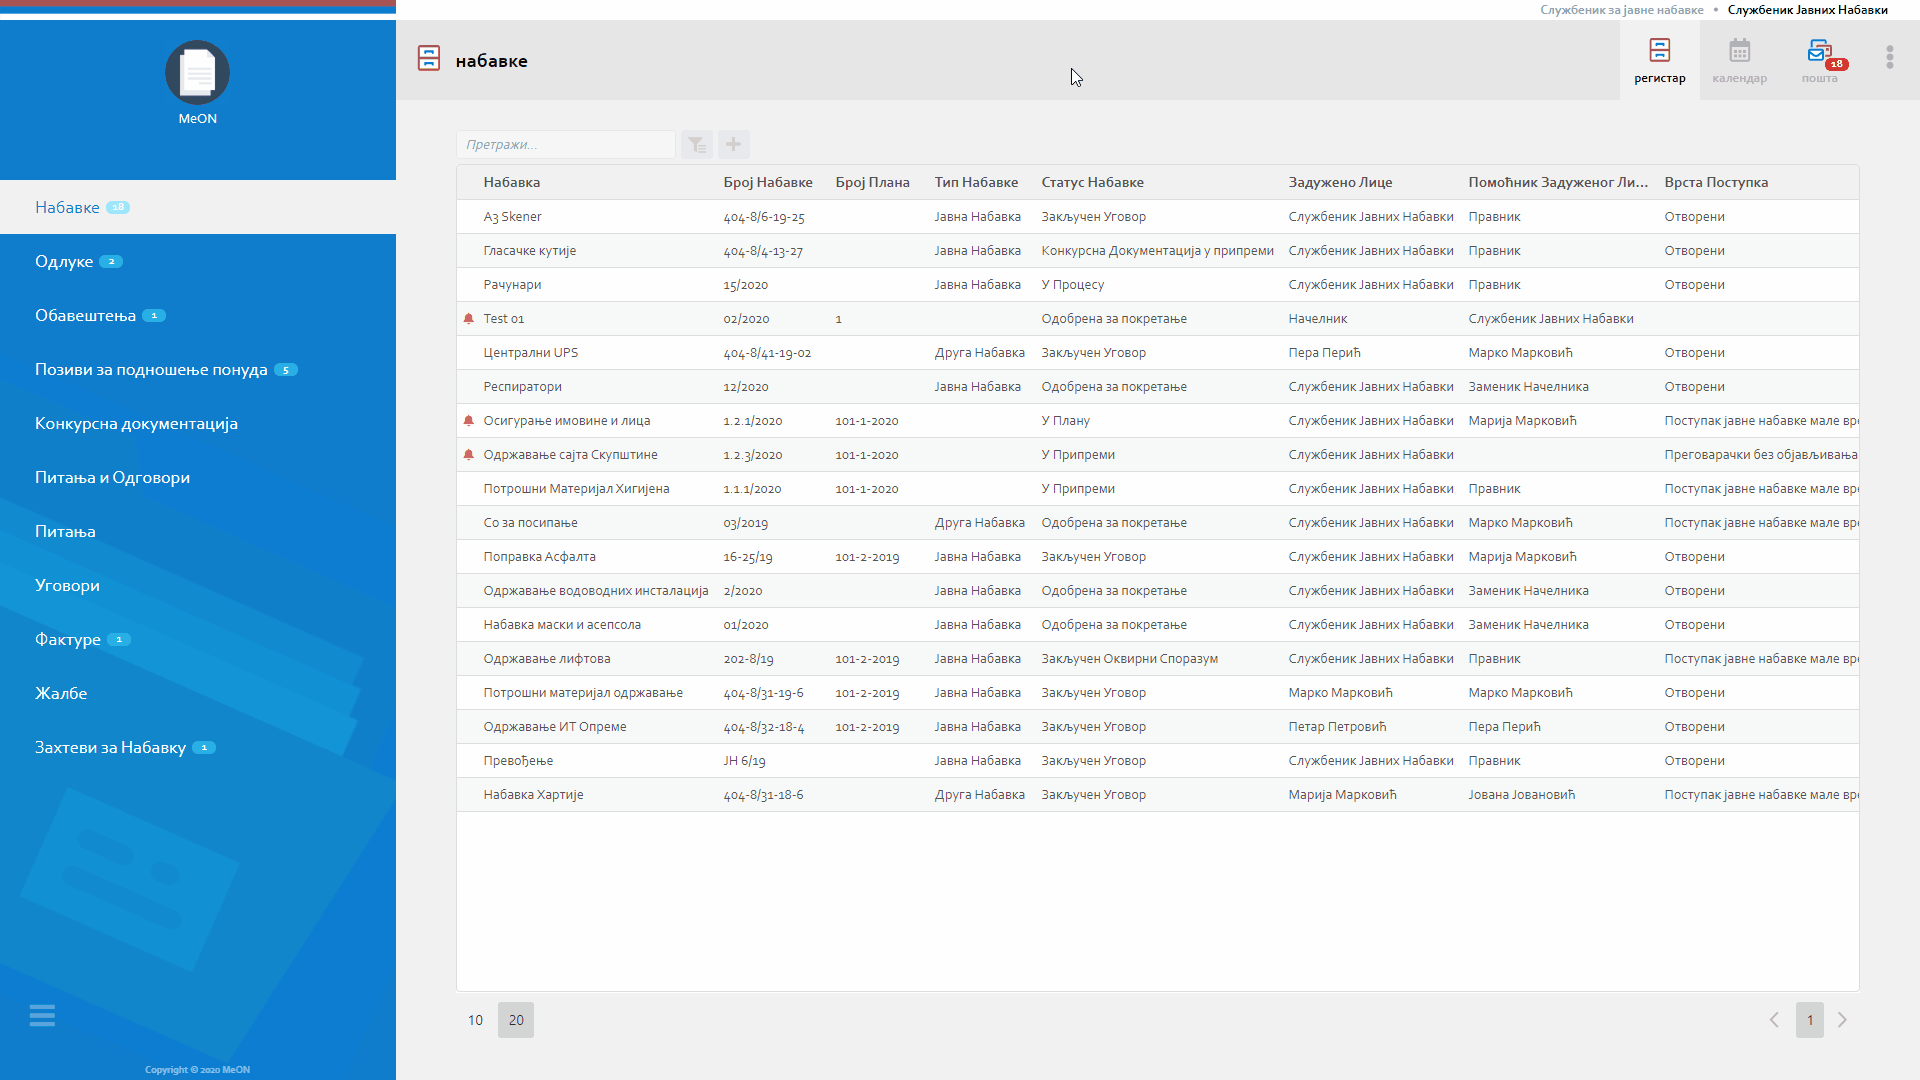 Службеник за јавне набавке • Службеник Јавних Набавки
MeON
набавке
регистар
календар
пошта
18
Набавке 18
Одлуке 2
Обавештења 1
Позиви за подношење понуда 5
Конкурсна документација
Питања и Одговори
Питања
Уговори
Фактуре 1
Жалбе
Захтеви за Набавку 1
Copyright © 2020 MeON
Претражи...
Набавка Број Набавке Број Плана Тип Набавке Статус Набавке Задужено Лице Помоћник Задуженог Ли... Врста Поступка
A3 Skener 404-8/6-19-25 Јавна Набавка Закључен Уговор Службеник Јавних Набавки Правник Отворени
Гласачке кутије 404-8/4-13-27 Јавна Набавка Конкурсна Документација у припреми Службеник Јавних Набавки Правник Отворени
Рачунари 15/2020 Јавна Набавка У Процесу Службеник Јавних Набавки Правник Отворени
Test 01 02/2020 1 Одобрена за покретање Начелник Службеник Јавних Набавки
Централни UPS 404-8/41-19-02 Друга Набавка Закључен Уговор Пера Перић Марко Марковић Отворени
Респиратори 12/2020 Јавна Набавка Одобрена за покретање Службеник Јавних Набавки Заменик Начелника Отворени
Осигурање имовине и лица 1.2.1/2020 101-1-2020 У Плану Службеник Јавних Набавки Марија Марковић Поступак јавне набавке мале вре
Одржавање сајта Скупштине 1.2.3/2020 101-1-2020 У Припреми Службеник Јавних Набавки Преговарачки без објављивања
Потрошни Материјал Хигијена 1.1.1/2020 101-1-2020 У Припреми Службеник Јавних Набавки Правник Поступак јавне набавке мале вре
Со за посипање 03/2019 Друга Набавка Одобрена за покретање Службеник Јавних Набавки Марко Марковић Поступак јавне набавке мале вре
Поправка Асфалта 16-25/19 101-2-2019 Јавна Набавка Закључен Уговор Службеник Јавних Набавки Марија Марковић Отворени
Одржавање водоводних инсталација 2/2020 Јавна Набавка Одобрена за покретање Службеник Јавних Набавки Заменик Начелника Отворени
Набавка маски и асепсола 01/2020 Јавна Набавка Одобрена за покретање Службеник Јавних Набавки Заменик Начелника Отворени
Одржавање лифтова 202-8/19 101-2-2019 Јавна Набавка Закључен Оквирни Споразум Службеник Јавних Набавки Правник Поступак јавне набавке мале вре
Потрошни материјал одржавање 404-8/31-19-6 101-2-2019 Јавна Набавка Закључен Уговор Марко Марковић Марко Марковић Отворени
Одржавање ИТ Опреме 404-8/32-18-4 101-2-2019 Јавна Набавка Закључен Уговор Петар Петровић Пера Перић Отворени
Превођење ЈН 6/19 Јавна Набавка Закључен Уговор Службеник Јавних Набавки Правник Отворени
Набавка Хартије 404-8/31-18-6 Друга Набавка Закључен Уговор Марија Марковић Јована Јовановић Поступак јавне набавке мале вре
10 20 1